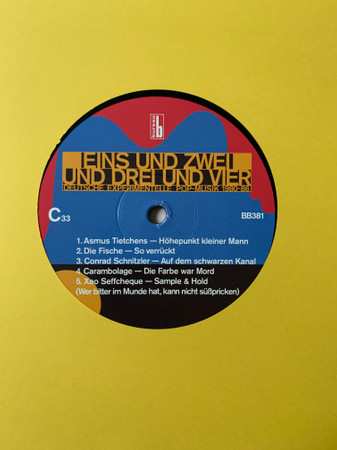 b
EINS UND ZWEI
UND DREI UND VIER
DEUTSCHE EXPERIMENTELLE POP-MUSIK 1980-86
C33
BB381
1. Asmus Tietchens — Höhepunkt kleiner Mann
2. Die Fische — So verrückt
3. Conrad Schnitzler — Auf dem schwarzen Kanal
4. Carambolage — Die Farbe war Mord
5. Xao Seffcheque — Sample & Hold
(Wer bitter im Munde hat, kann nicht süßpricken)